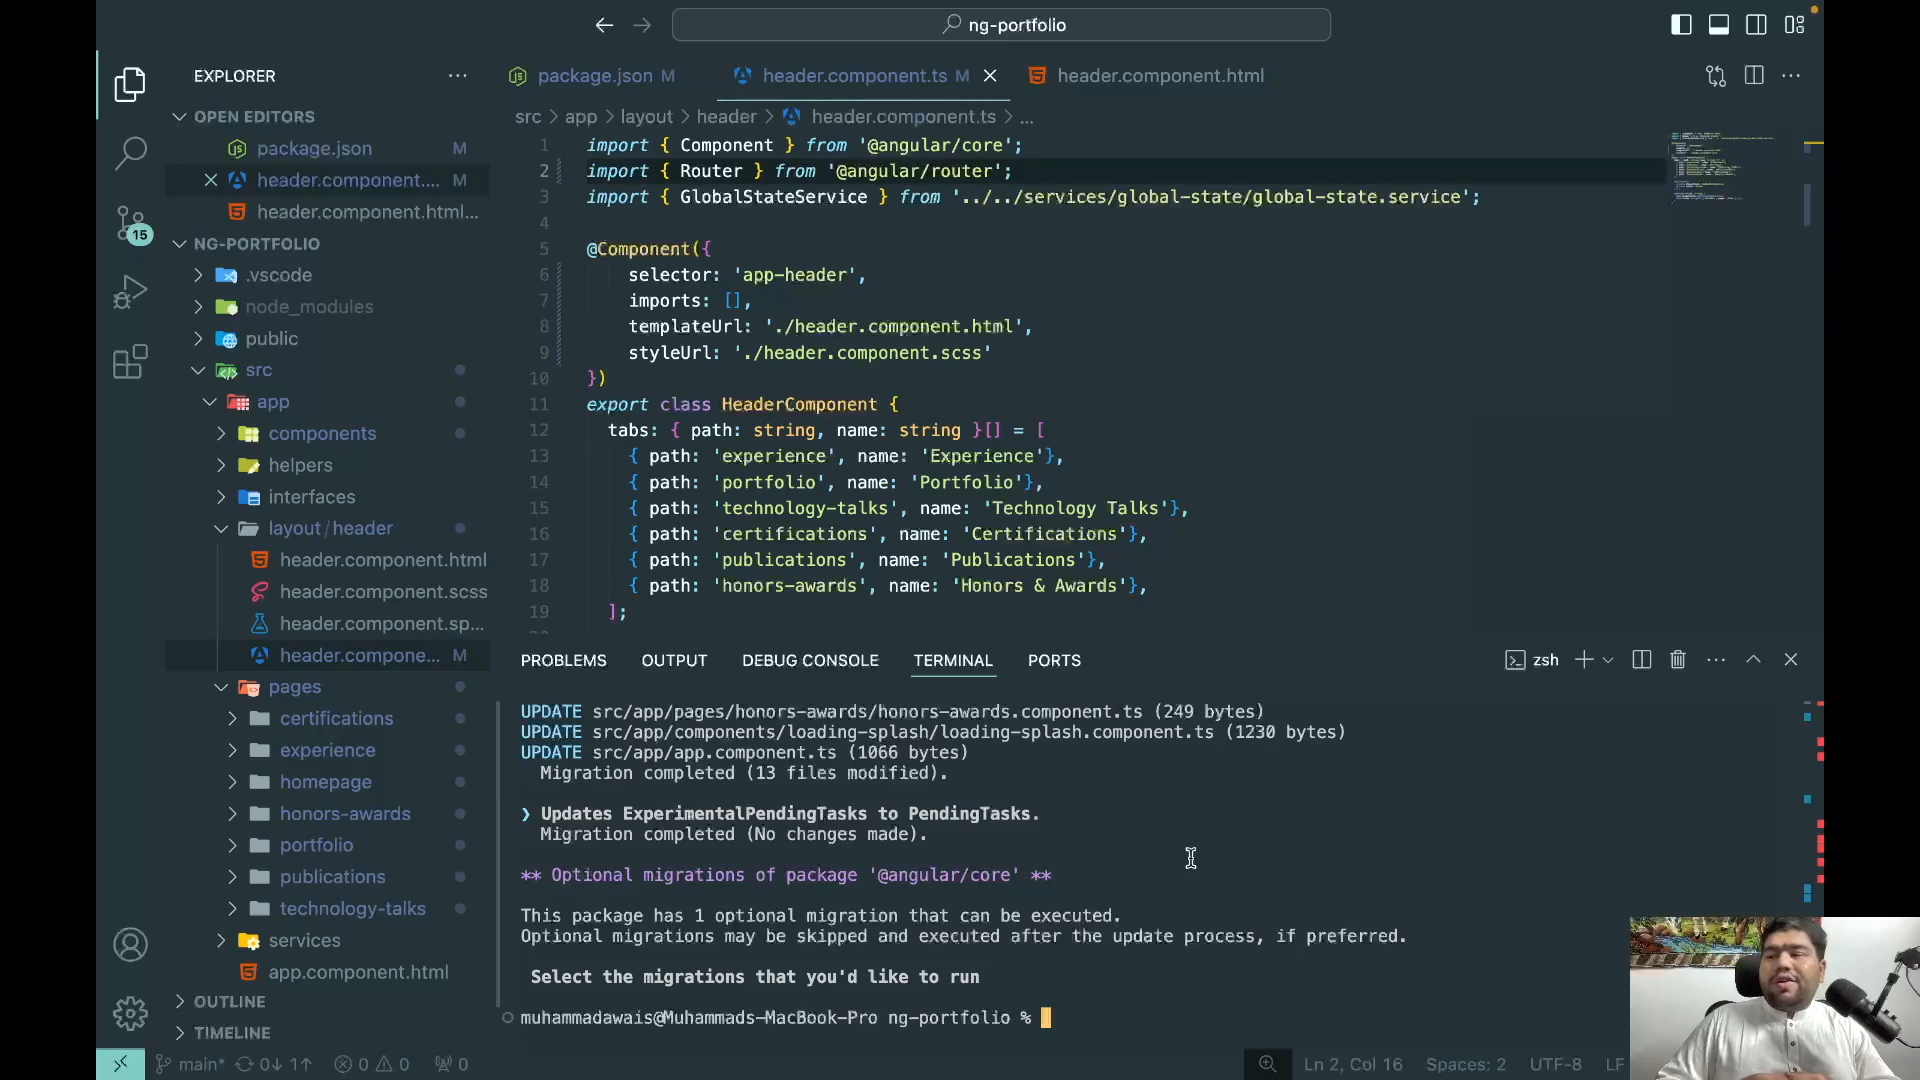 ng-portfolio
EXPLORER
OPEN EDITORS
package.json M
header.component.... M
header.component.html...
NG-PORTFOLIO
.vscode
node_modules
public
src
app
components
helpers
interfaces
layout/header
header.component.html
header.component.scss
header.component.sp...
header.compone... M
pages
certifications
experience
homepage
honors-awards
portfolio
publications
technology-talks
services
app.component.html
OUTLINE
TIMELINE
15
package.json M
header.component.ts M
header.component.html
src > app > layout > header > header.component.ts > ...
1 import { Component } from '@angular/core';
2 import { Router } from '@angular/router';
3 import { GlobalStateService } from '../../services/global-state/global-state.service';
4
5 @Component({
6 selector: 'app-header',
7 imports: [],
8 templateUrl: './header.component.html',
9 styleUrl: './header.component.scss'
10 })
11 export class HeaderComponent {
12 tabs: { path: string, name: string }[] = [
13 { path: 'experience', name: 'Experience'},
14 { path: 'portfolio', name: 'Portfolio'},
15 { path: 'technology-talks', name: 'Technology Talks'},
16 { path: 'certifications', name: 'Certifications'},
17 { path: 'publications', name: 'Publications'},
18 { path: 'honors-awards', name: 'Honors & Awards'},
19 ];
PROBLEMS OUTPUT DEBUG CONSOLE TERMINAL PORTS
zsh
UPDATE src/app/pages/honors-awards/honors-awards.component.ts (249 bytes)
UPDATE src/app/components/loading-splash/loading-splash.component.ts (1230 bytes)
UPDATE src/app/app.component.ts (1066 bytes)
Migration completed (13 files modified).
❯ Updates ExperimentalPendingTasks to PendingTasks.
Migration completed (No changes made).
** Optional migrations of package '@angular/core' **
This package has 1 optional migration that can be executed.
Optional migrations may be skipped and executed after the update process, if preferred.
Select the migrations that you'd like to run
muhammadawais@Muhammads-MacBook-Pro ng-portfolio %
main* 0↓ 1↑ 0 0 0
Ln 2, Col 16 Spaces: 2 UTF-8 LF